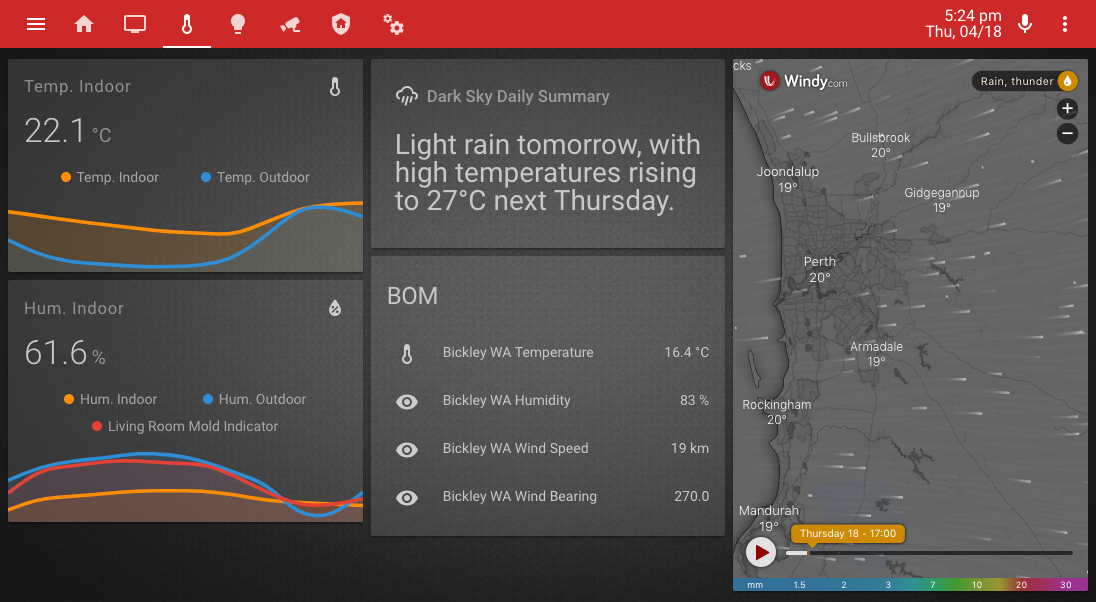 5:24 pm
Thu, 04/18
Temp. Indoor
22.1 °C
Temp. Indoor
Temp. Outdoor
Hum. Indoor
61.6 %
Hum. Indoor
Hum. Outdoor
Living Room Mold Indicator
Dark Sky Daily Summary
Light rain tomorrow, with
high temperatures rising
to 27°C next Thursday.
BOM
Bickley WA Temperature 16.4 °C
Bickley WA Humidity 83 %
Bickley WA Wind Speed 19 km
Bickley WA Wind Bearing 270.0
cks
Windy.com
Rain, thunder
+
−
Bullsbrook
20°
Joondalup
19°
Gidgegannup
19°
Perth
20°
Armadale
19°
Rockingham
20°
Mandurah
19°
Thursday 18 - 17:00
mm 1.5 2 3 7 10 20 30